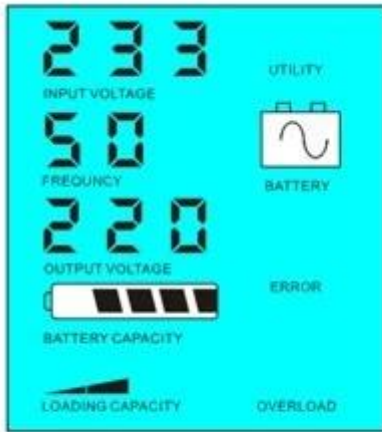 233
UTILITY
INPUT VOLTAGE
50
FREQUNCY
BATTERY
220
OUTPUT VOLTAGE
ERROR
BATTERY CAPACITY
LOADING CAPACITY
OVERLOAD